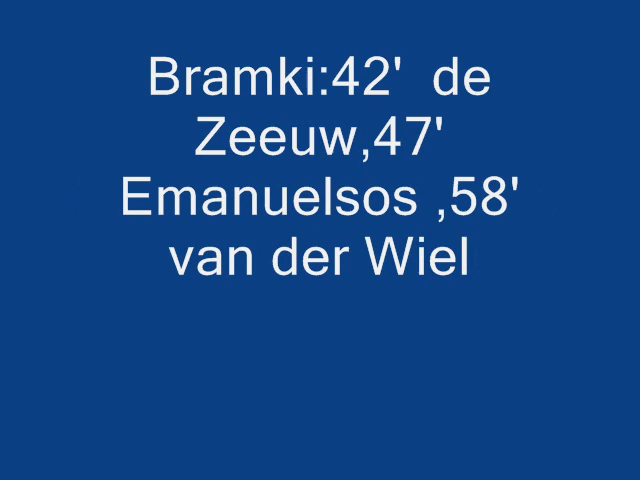 Bramki:42'  de
Zeeuw,47'
Emanuelsos ,58'
van der Wiel